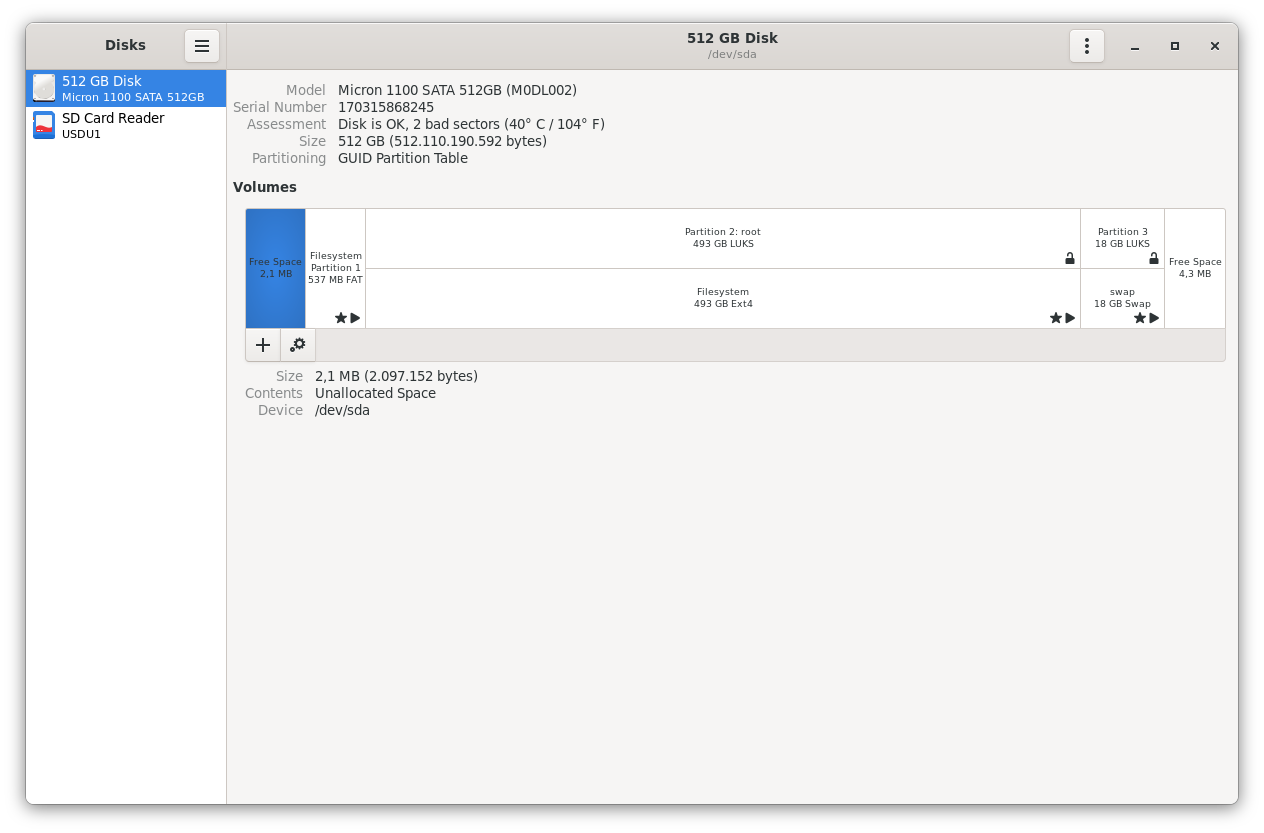 Disks
512 GB Disk
/dev/sda
512 GB Disk
Micron 1100 SATA 512GB
SD Card Reader
USDU1
Model Micron 1100 SATA 512GB (M0DL002)
Serial Number 170315868245
Assessment Disk is OK, 2 bad sectors (40° C / 104° F)
Size 512 GB (512.110.190.592 bytes)
Partitioning GUID Partition Table
Volumes
Free Space
2,1 MB
Filesystem
Partition 1
537 MB FAT
Partition 2: root
493 GB LUKS
Filesystem
493 GB Ext4
Partition 3
18 GB LUKS
swap
18 GB Swap
Free Space
4,3 MB
Size 2,1 MB (2.097.152 bytes)
Contents Unallocated Space
Device /dev/sda